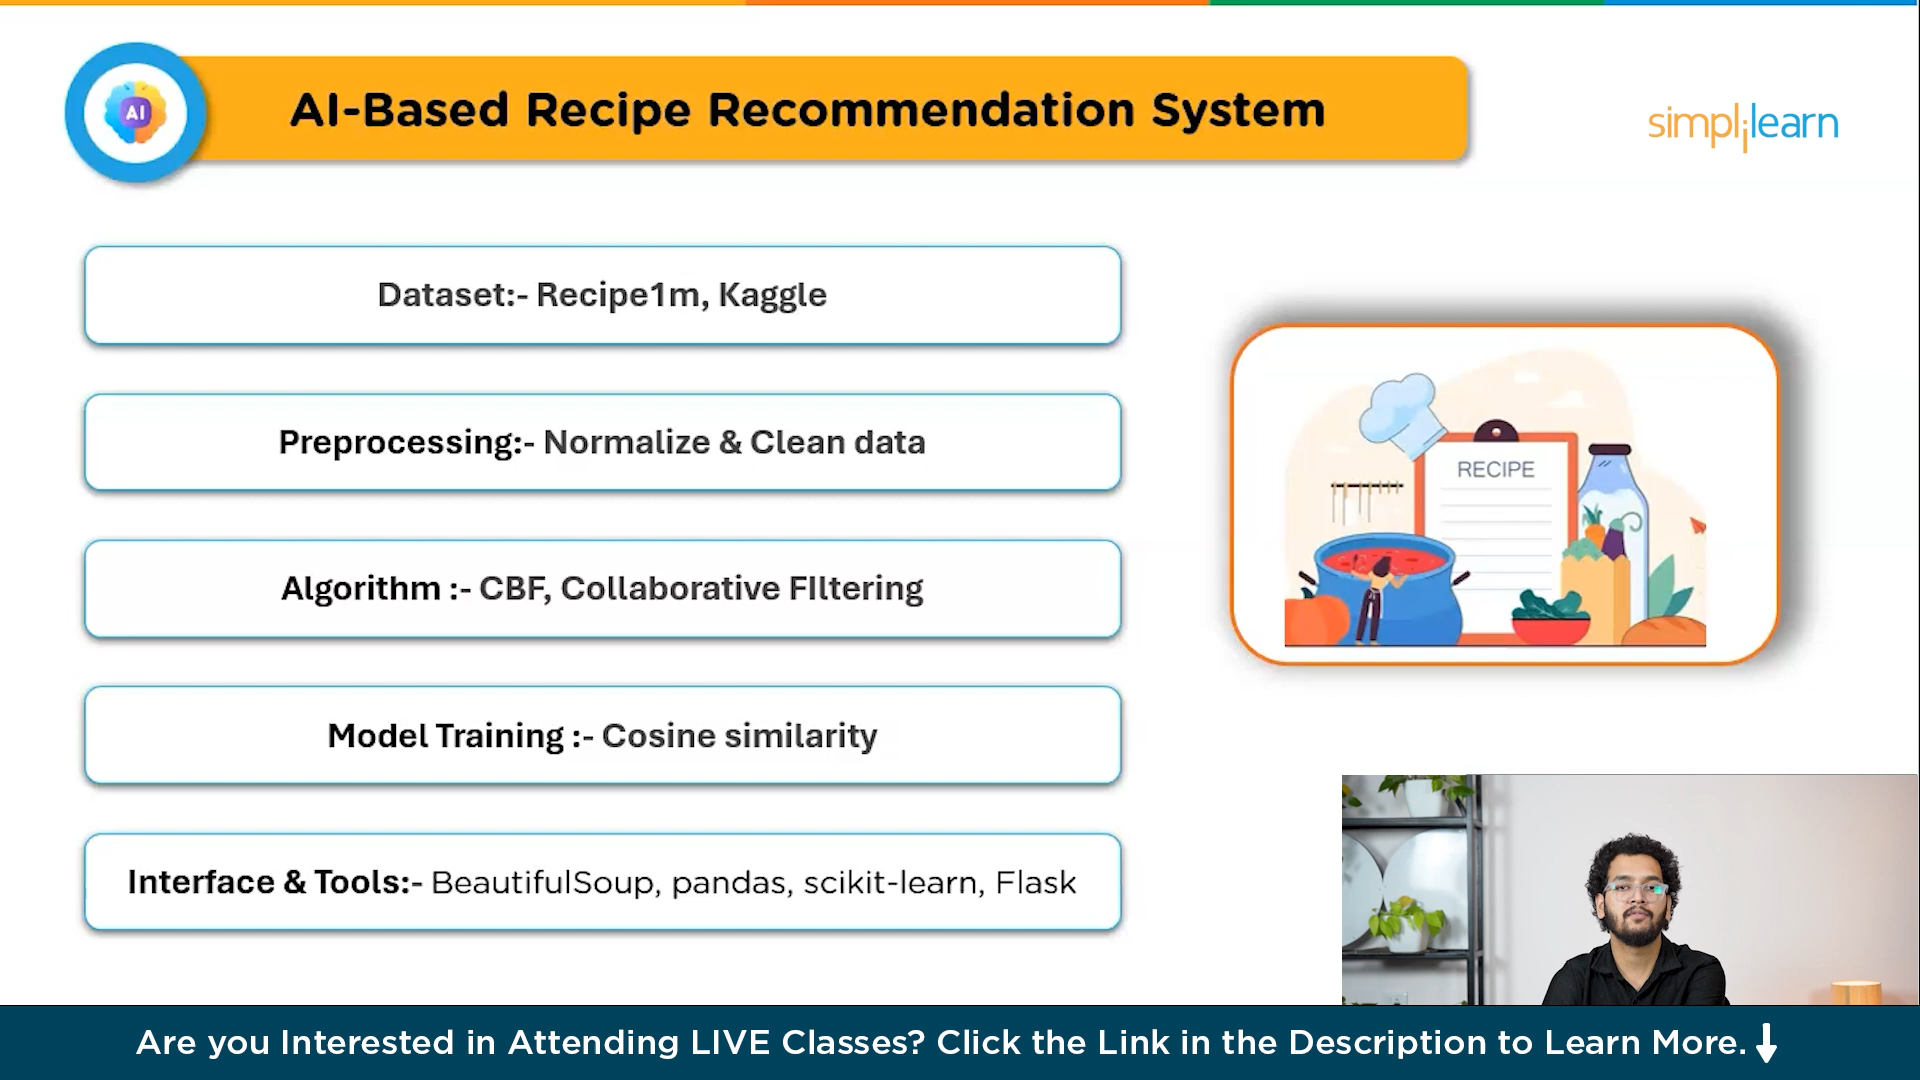 AI
AI-Based Recipe Recommendation System
simplilearn
Dataset:- Recipe1m, Kaggle
Preprocessing:- Normalize & Clean data
Algorithm :- CBF, Collaborative FIltering
Model Training :- Cosine similarity
Interface & Tools:- BeautifulSoup, pandas, scikit-learn, Flask
RECIPE
Are you Interested in Attending LIVE Classes? Click the Link in the Description to Learn More.